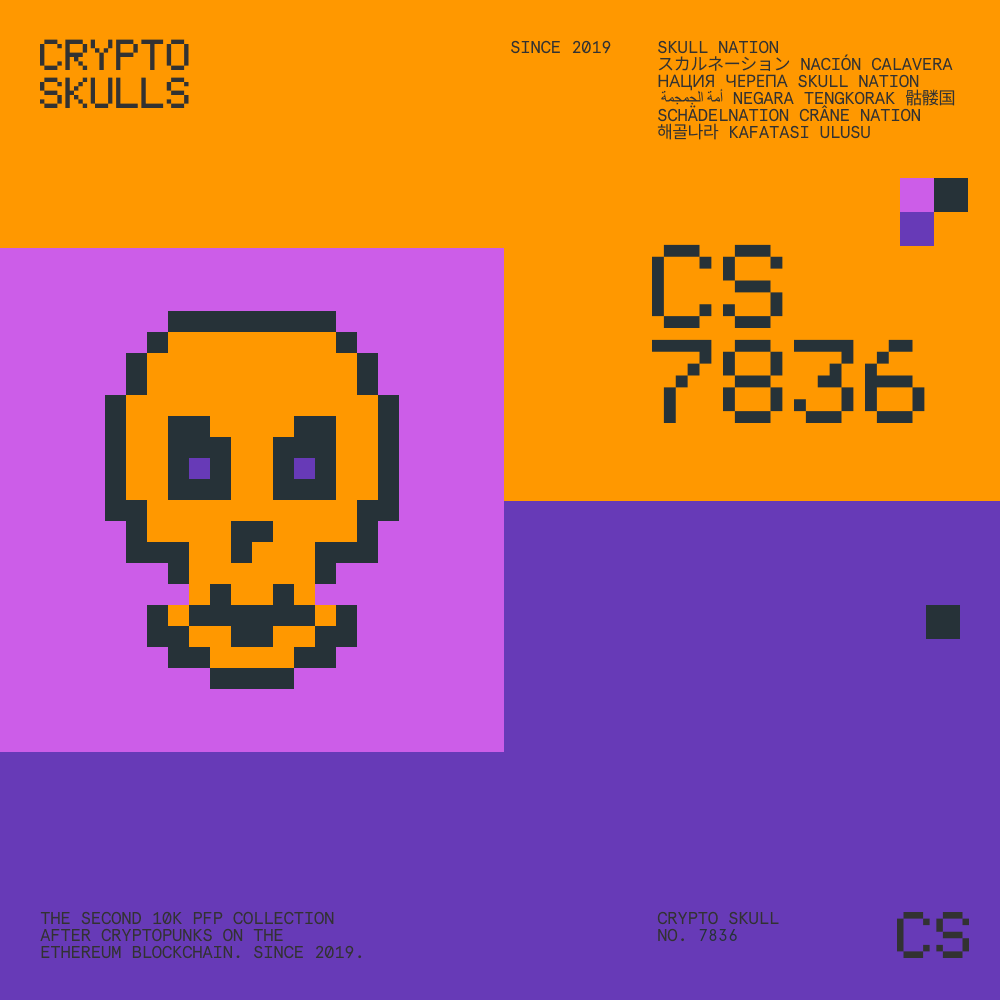 CRYPTO
SKULLS
SINCE 2019
SKULL NATION
スカルネーション NACIÓN CALAVERA
НАЦИЯ ЧЕРЕПА SKULL NATION
أمة الجمجمة NEGARA TENGKORAK 骷髅国
SCHÄDELNATION CRÂNE NATION
해골나라 KAFATASI ULUSU
CS
7836
THE SECOND 10K PFP COLLECTION
AFTER CRYPTOPUNKS ON THE
ETHEREUM BLOCKCHAIN. SINCE 2019.
CRYPTO SKULL
NO. 7836
CS